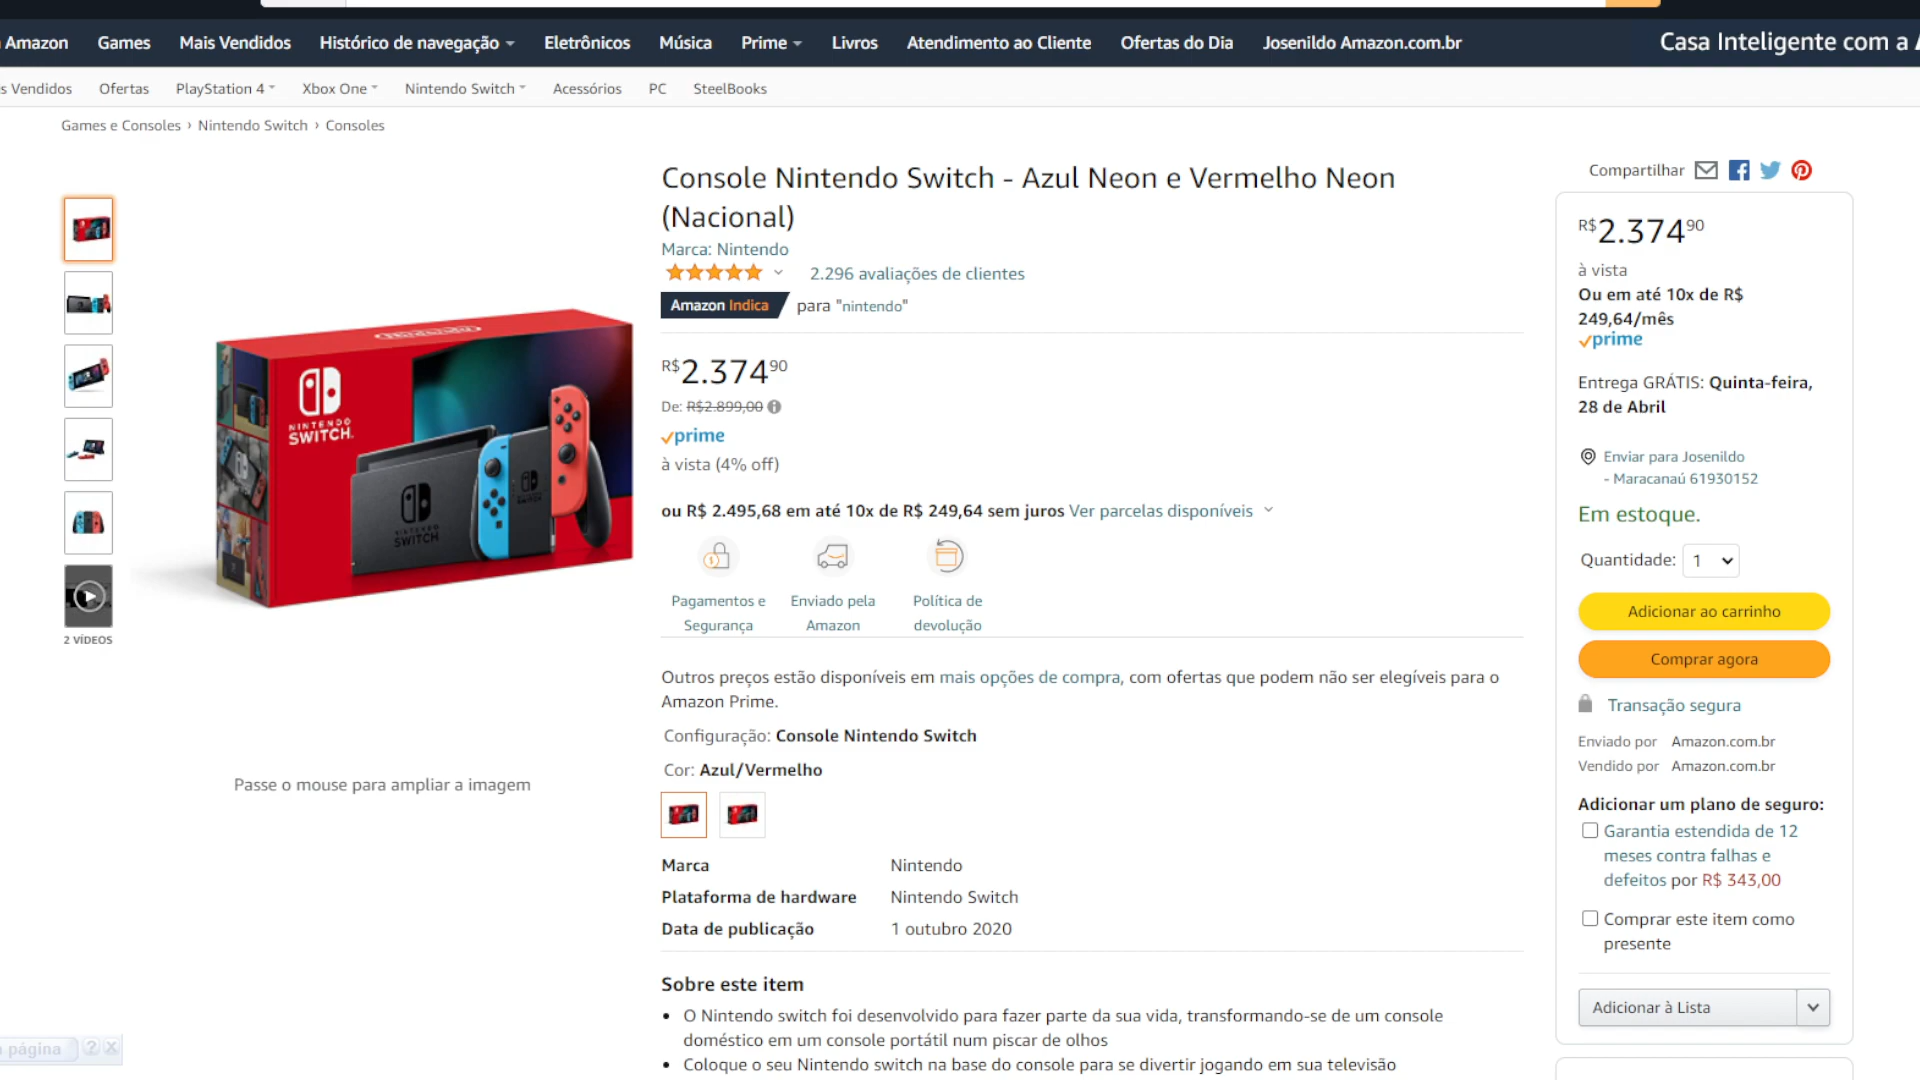 Amazon Games Mais Vendidos Histórico de navegação Eletrônicos Música Prime Livros Atendimento ao Cliente Ofertas do Dia Josenildo Amazon.com.br Casa Inteligente com a
s Vendidos Ofertas PlayStation 4 Xbox One Nintendo Switch Acessórios PC SteelBooks
Games e Consoles › Nintendo Switch › Consoles
Console Nintendo Switch - Azul Neon e Vermelho Neon
(Nacional)
Marca: Nintendo
2.296 avaliações de clientes
Amazon Indica para "nintendo"
R$2.37490
De: R$2.899,00
prime
à vista (4% off)
ou R$ 2.495,68 em até 10x de R$ 249,64 sem juros Ver parcelas disponíveis
Pagamentos e
Segurança
Enviado pela
Amazon
Política de
devolução
Outros preços estão disponíveis em mais opções de compra, com ofertas que podem não ser elegíveis para o
Amazon Prime.
Configuração: Console Nintendo Switch
Cor: Azul/Vermelho
Marca Nintendo
Plataforma de hardware Nintendo Switch
Data de publicação 1 outubro 2020
Sobre este item
• O Nintendo switch foi desenvolvido para fazer parte da sua vida, transformando-se de um console
doméstico em um console portátil num piscar de olhos
• Coloque o seu Nintendo switch na base do console para se divertir jogando em sua televisão
2 VÍDEOS
NINTENDO
SWITCH
NINTENDO
SWITCH
Passe o mouse para ampliar a imagem
página ? X
Compartilhar
R$2.37490
à vista
Ou em até 10x de R$
249,64/mês
prime
Entrega GRÁTIS: Quinta-feira,
28 de Abril
Enviar para Josenildo
- Maracanaú 61930152
Em estoque.
Quantidade: 1
Adicionar ao carrinho
Comprar agora
Transação segura
Enviado por Amazon.com.br
Vendido por Amazon.com.br
Adicionar um plano de seguro:
Garantia estendida de 12
meses contra falhas e
defeitos por R$ 343,00
Comprar este item como
presente
Adicionar à Lista